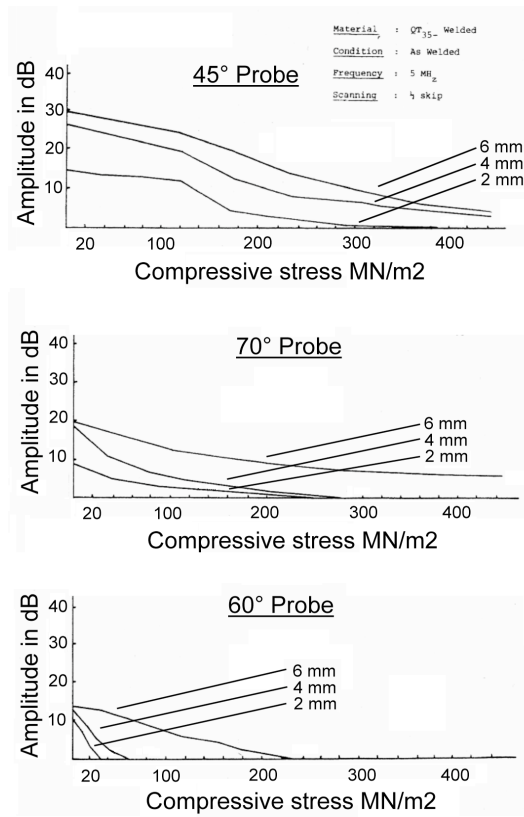 Material : QT35- Welded
Condition : As Welded
Frequency : 5 MHz
Scanning : ½ skip
45° Probe
Amplitude in dB
40
30
20
10
6 mm
4 mm
2 mm
20 100 200 300 400
Compressive stress MN/m2
70° Probe
Amplitude in dB
40
30
20
10
6 mm
4 mm
2 mm
20 100 200 300 400
Compressive stress MN/m2
60° Probe
Amplitude in dB
40
30
20
10
6 mm
4 mm
2 mm
20 100 200 300 400
Compressive stress MN/m2